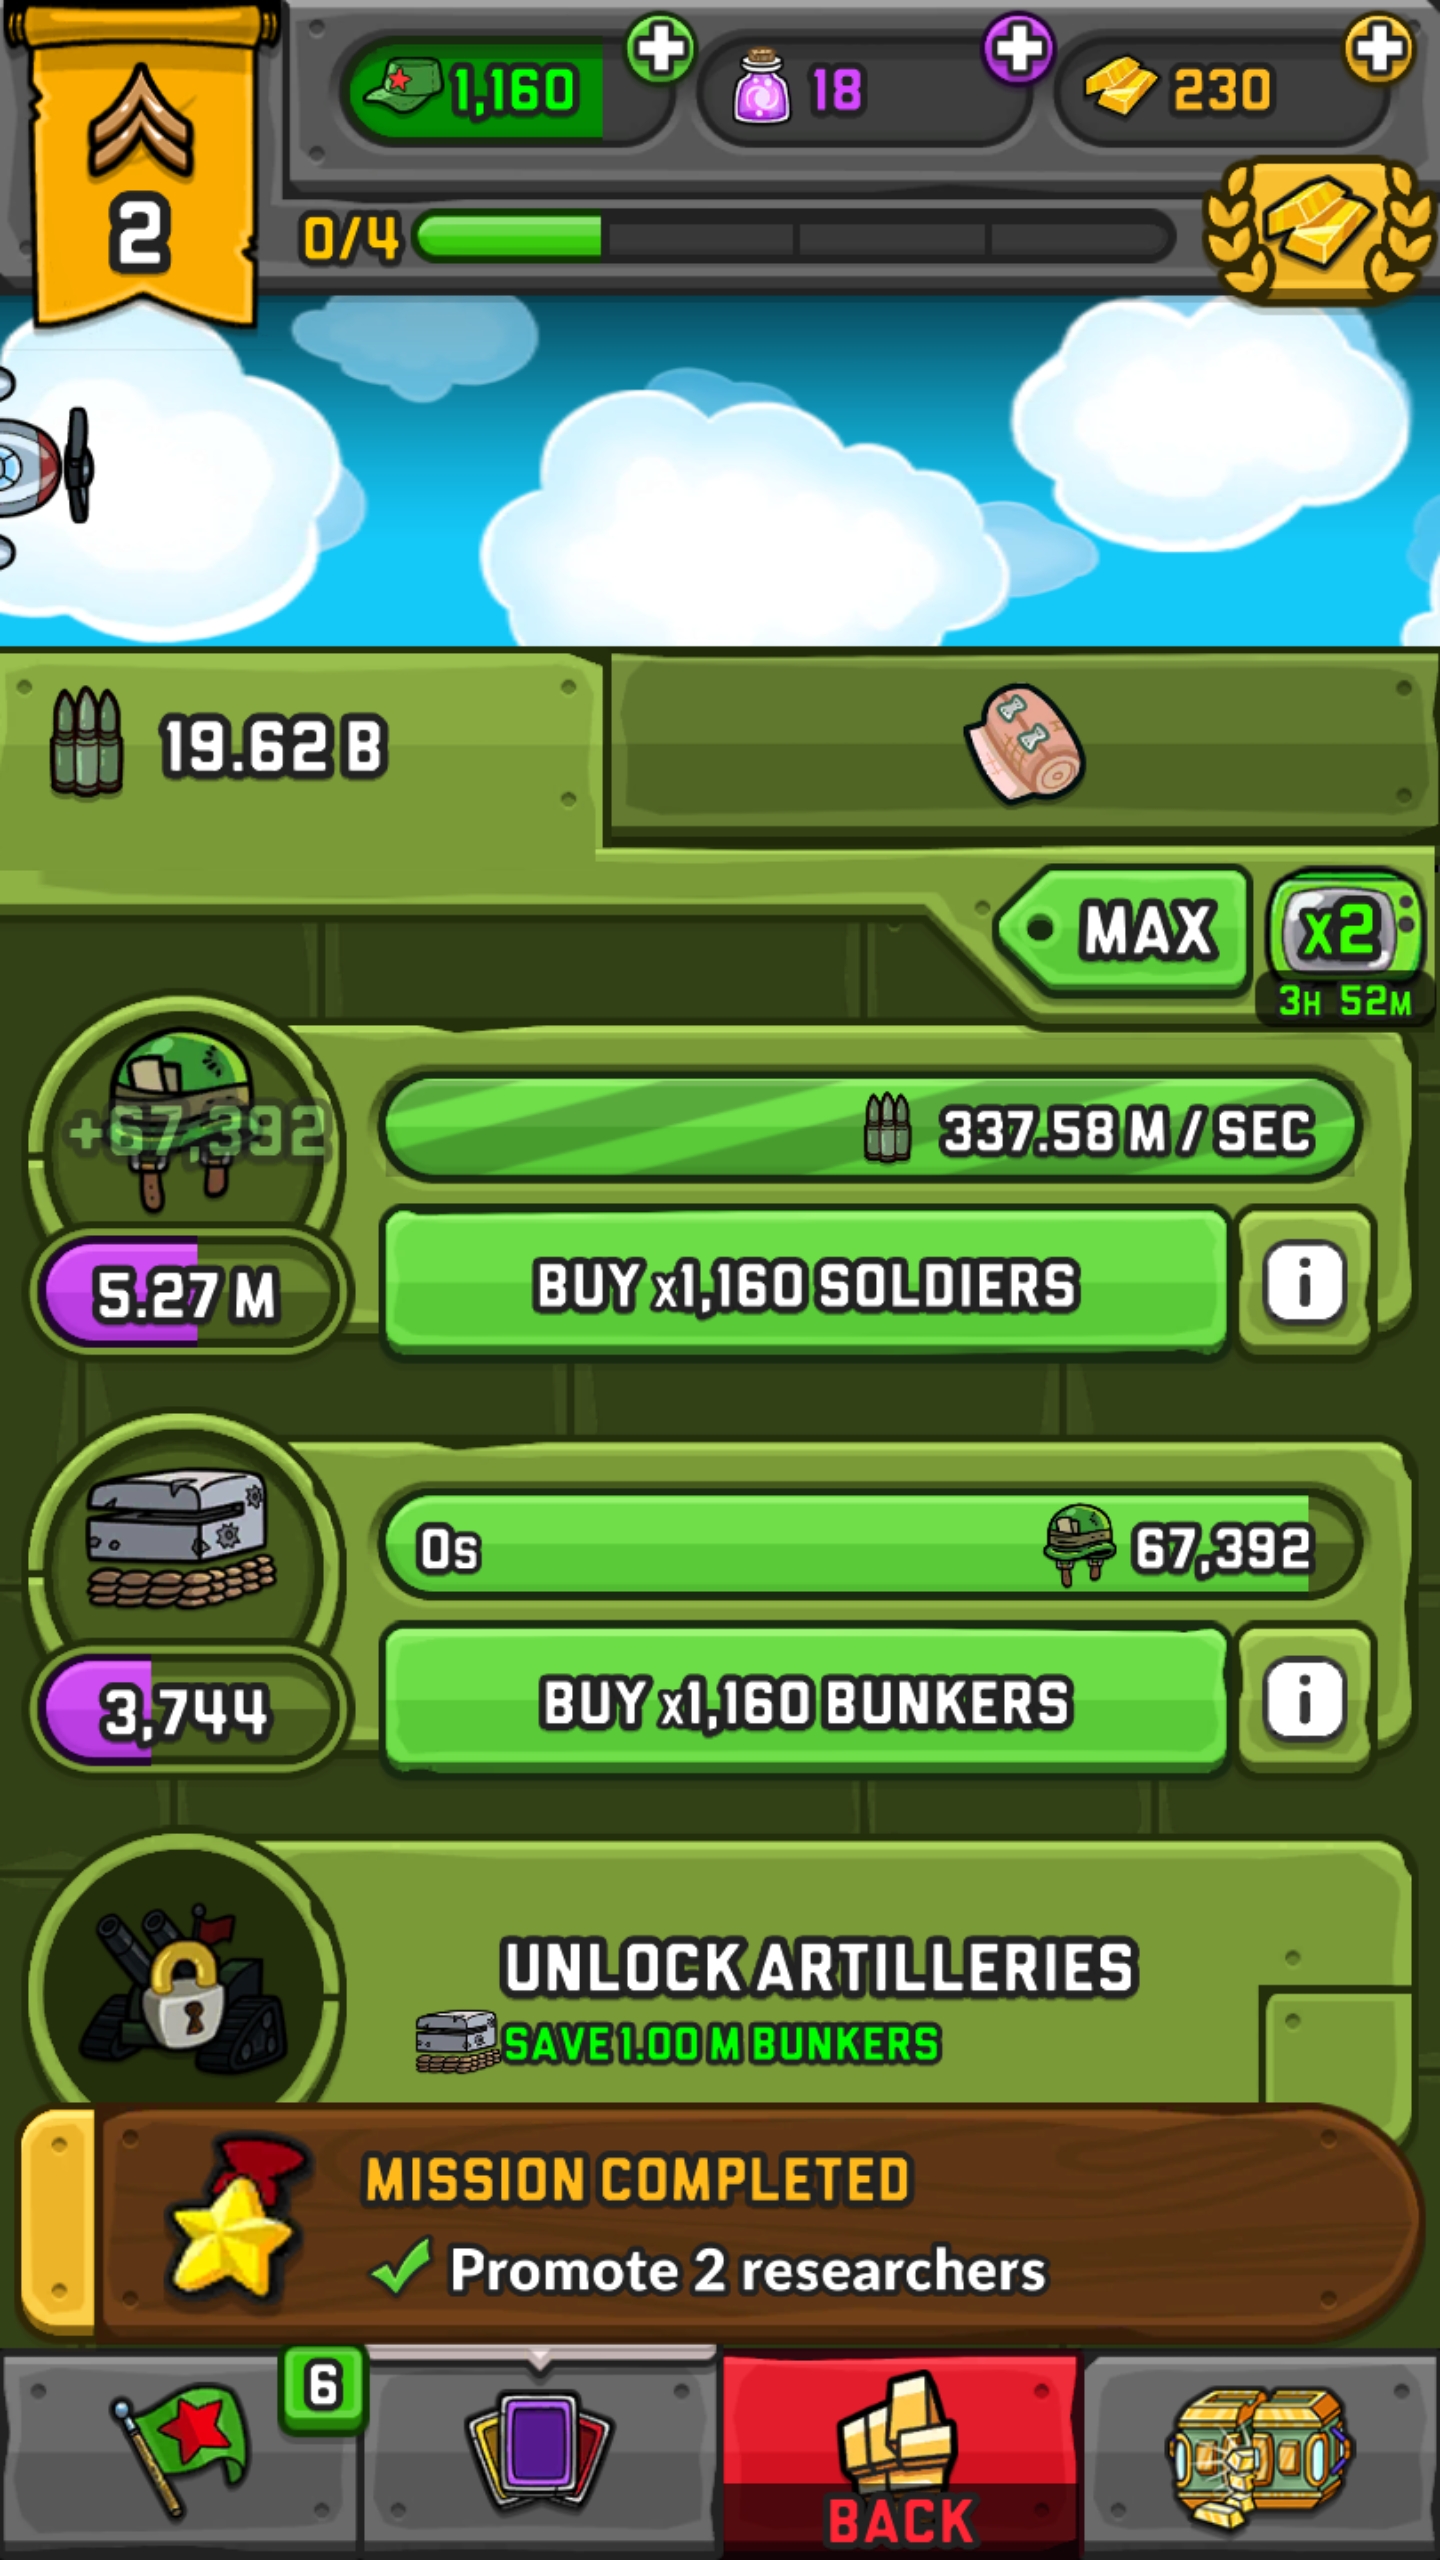 1,160
18
230
2
0/4
19.62 B
MAX
x2
3H 52M
+67,392
337.58 M / SEC
5.27 M
BUY x1,160 SOLDIERS
i
0s
67,392
3,744
BUY x1,160 BUNKERS
i
UNLOCK ARTILLERIES
SAVE 1.00 M BUNKERS
MISSION COMPLETED
Promote 2 researchers
6
BACK